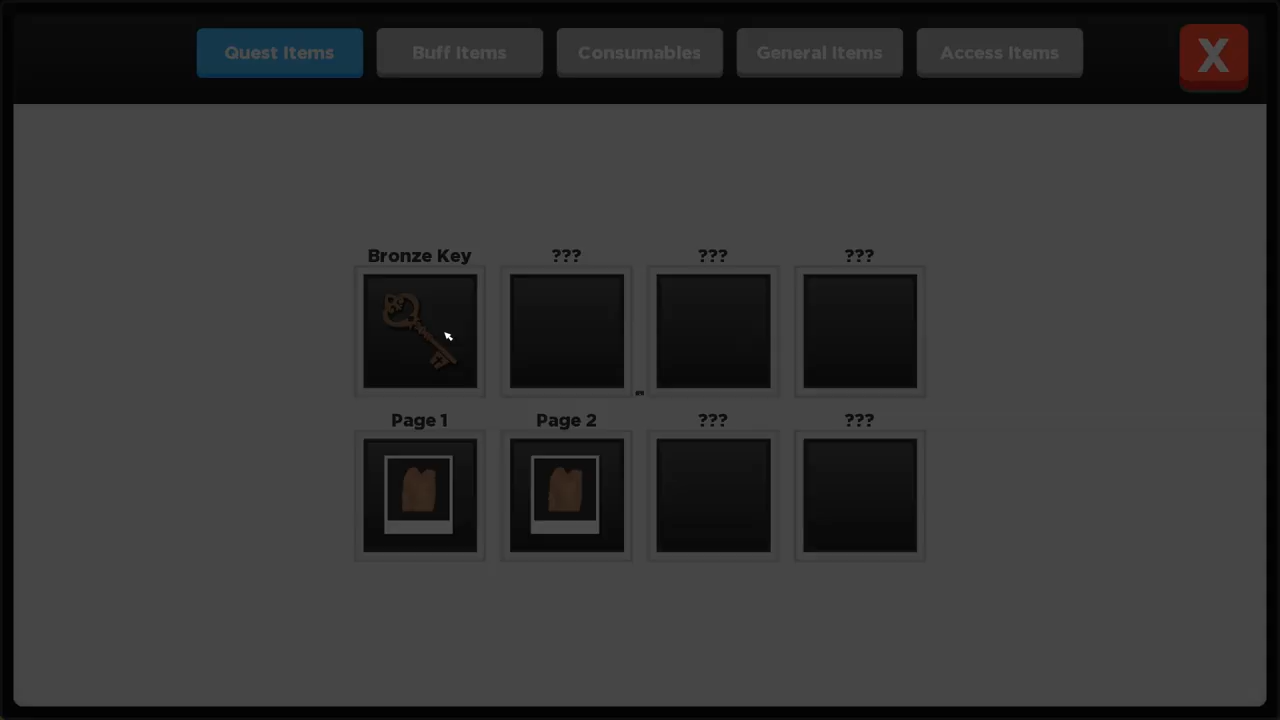 Quest Items
Buff Items
Consumables
General Items
Access Items
X
Bronze Key
???
???
???
Page 1
Page 2
???
???